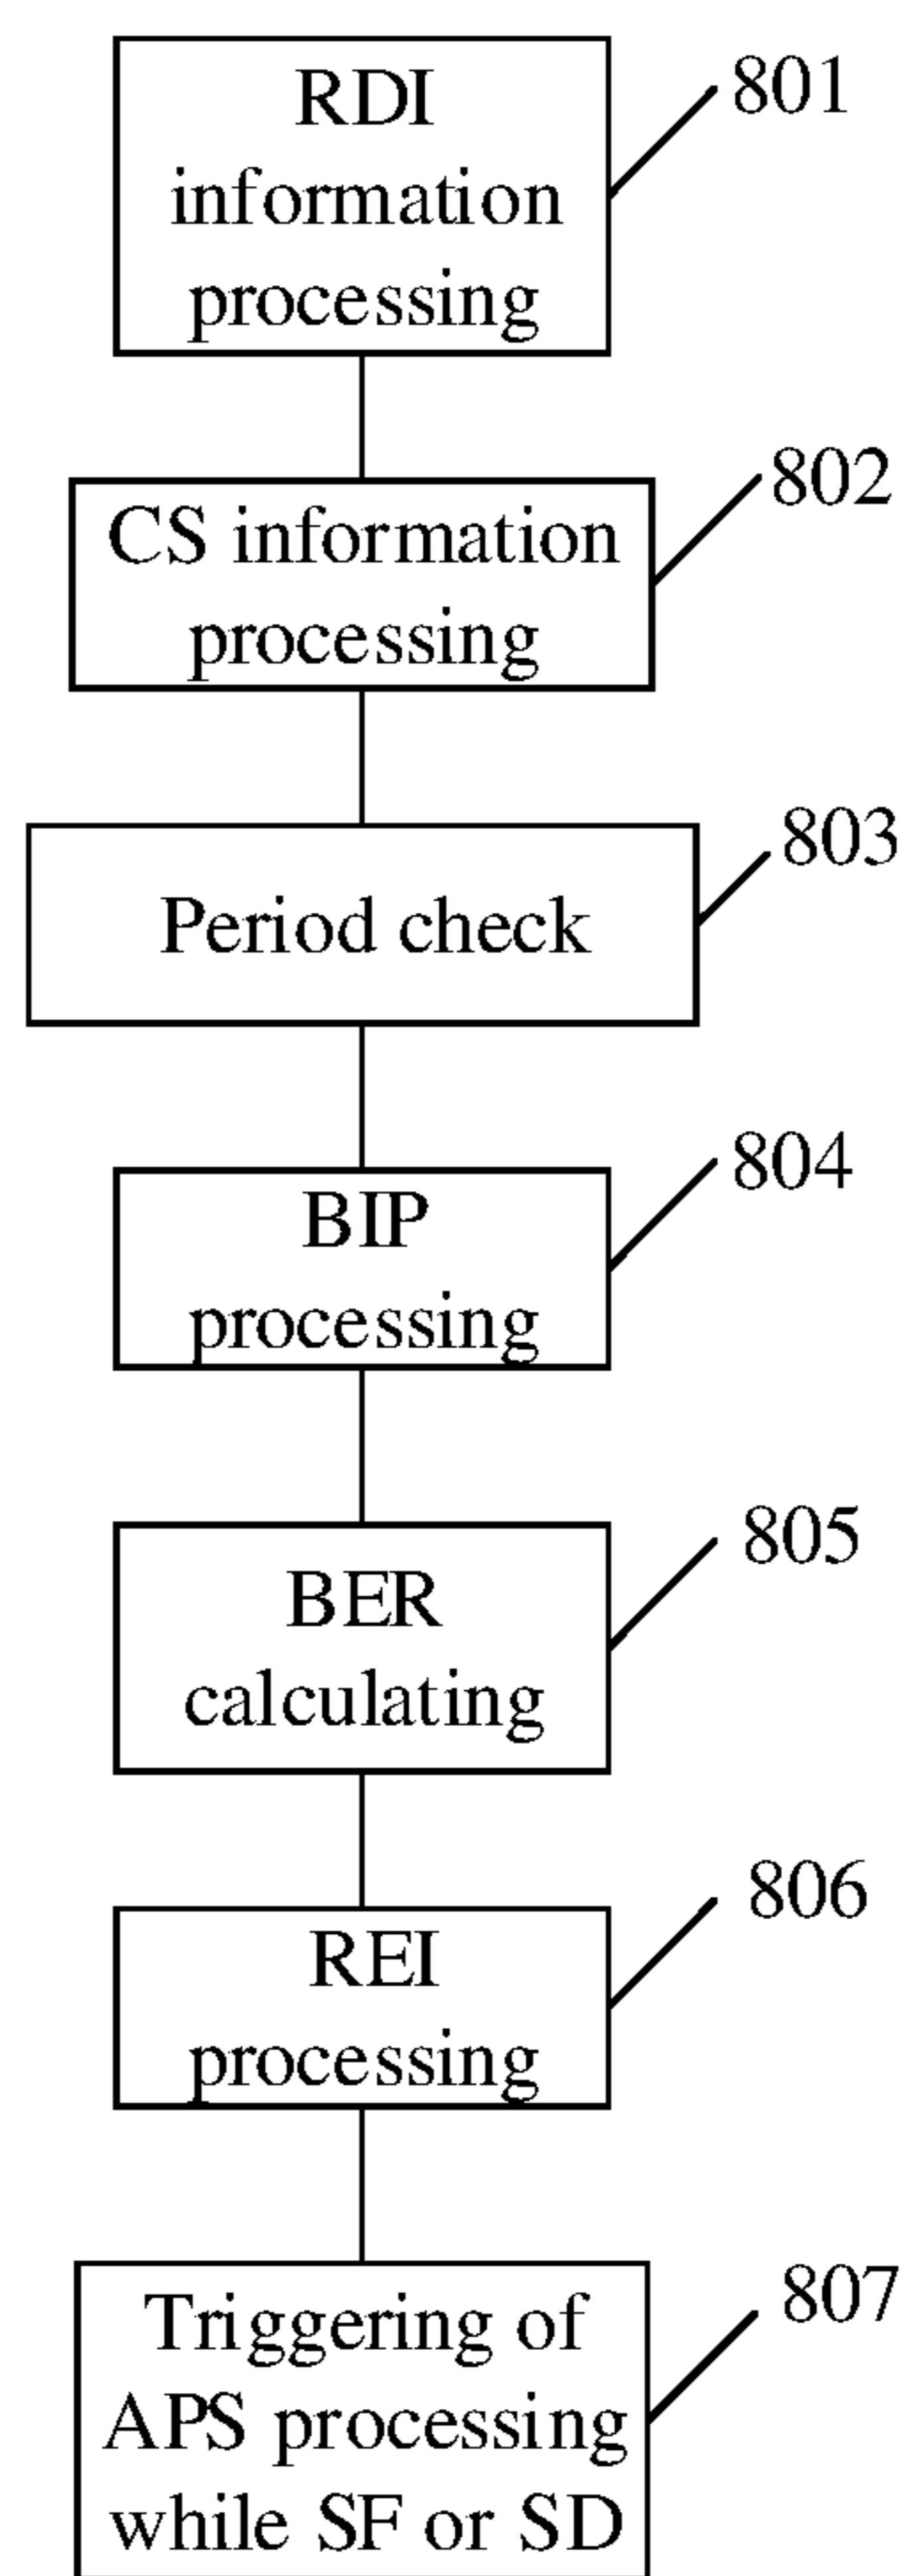 RDI
information
processing
801
CS information
processing
802
Period check
803
BIP
processing
804
BER
calculating
805
REI
processing
806
Triggering of
APS processing
while SF or SD
807